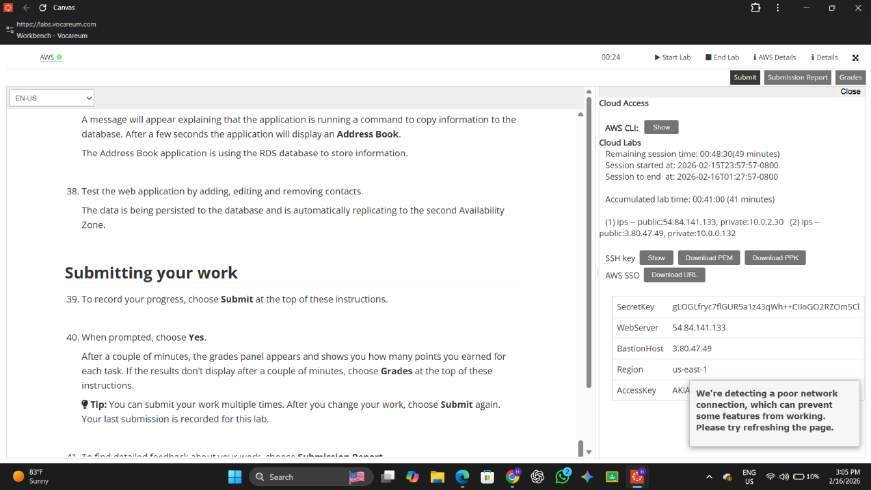 Canvas
https://labs.vocareum.com
Workbench - Vocareum
AWS
00:24
Start Lab
End Lab
AWS Details
Details
Submit
Submission Report
Grades
EN-US
A message will appear explaining that the application is running a command to copy information to the
database. After a few seconds the application will display an Address Book.
The Address Book application is using the RDS database to store information.
38. Test the web application by adding, editing and removing contacts.
The data is being persisted to the database and is automatically replicating to the second Availability
Zone.
Submitting your work
39. To record your progress, choose Submit at the top of these instructions.
40. When prompted, choose Yes.
After a couple of minutes, the grades panel appears and shows you how many points you earned for
each task. If the results don't display after a couple of minutes, choose Grades at the top of these
instructions.
Tip: You can submit your work multiple times. After you change your work, choose Submit again.
Your last submission is recorded for this lab.
41. To find detailed feedback about your work, choose Submission Report.
Close
Cloud Access
AWS CLI: Show
Cloud Labs
Remaining session time: 00:48:30(49 minutes)
Session started at: 2026-02-15T23:57:57-0800
Session to end at: 2026-02-16T01:27:57-0800
Accumulated lab time: 00:41:00 (41 minutes)
(1) ips -- public:54.84.141.133, private:10.0.2.30 (2) ips --
public:3.80.47.49, private:10.0.0.132
SSH key Show Download PEM Download PPK
AWS SSO Download URL
SecretKey
WebServer 54.84.141.133
BastionHost 3.80.47.49
Region us-east-1
AccessKey AKIA
We're detecting a poor network
connection, which can prevent
some features from working.
Please try refreshing the page.
83°F
Sunny
Search
2
ENG
US
10%
3:05 PM
2/16/2026